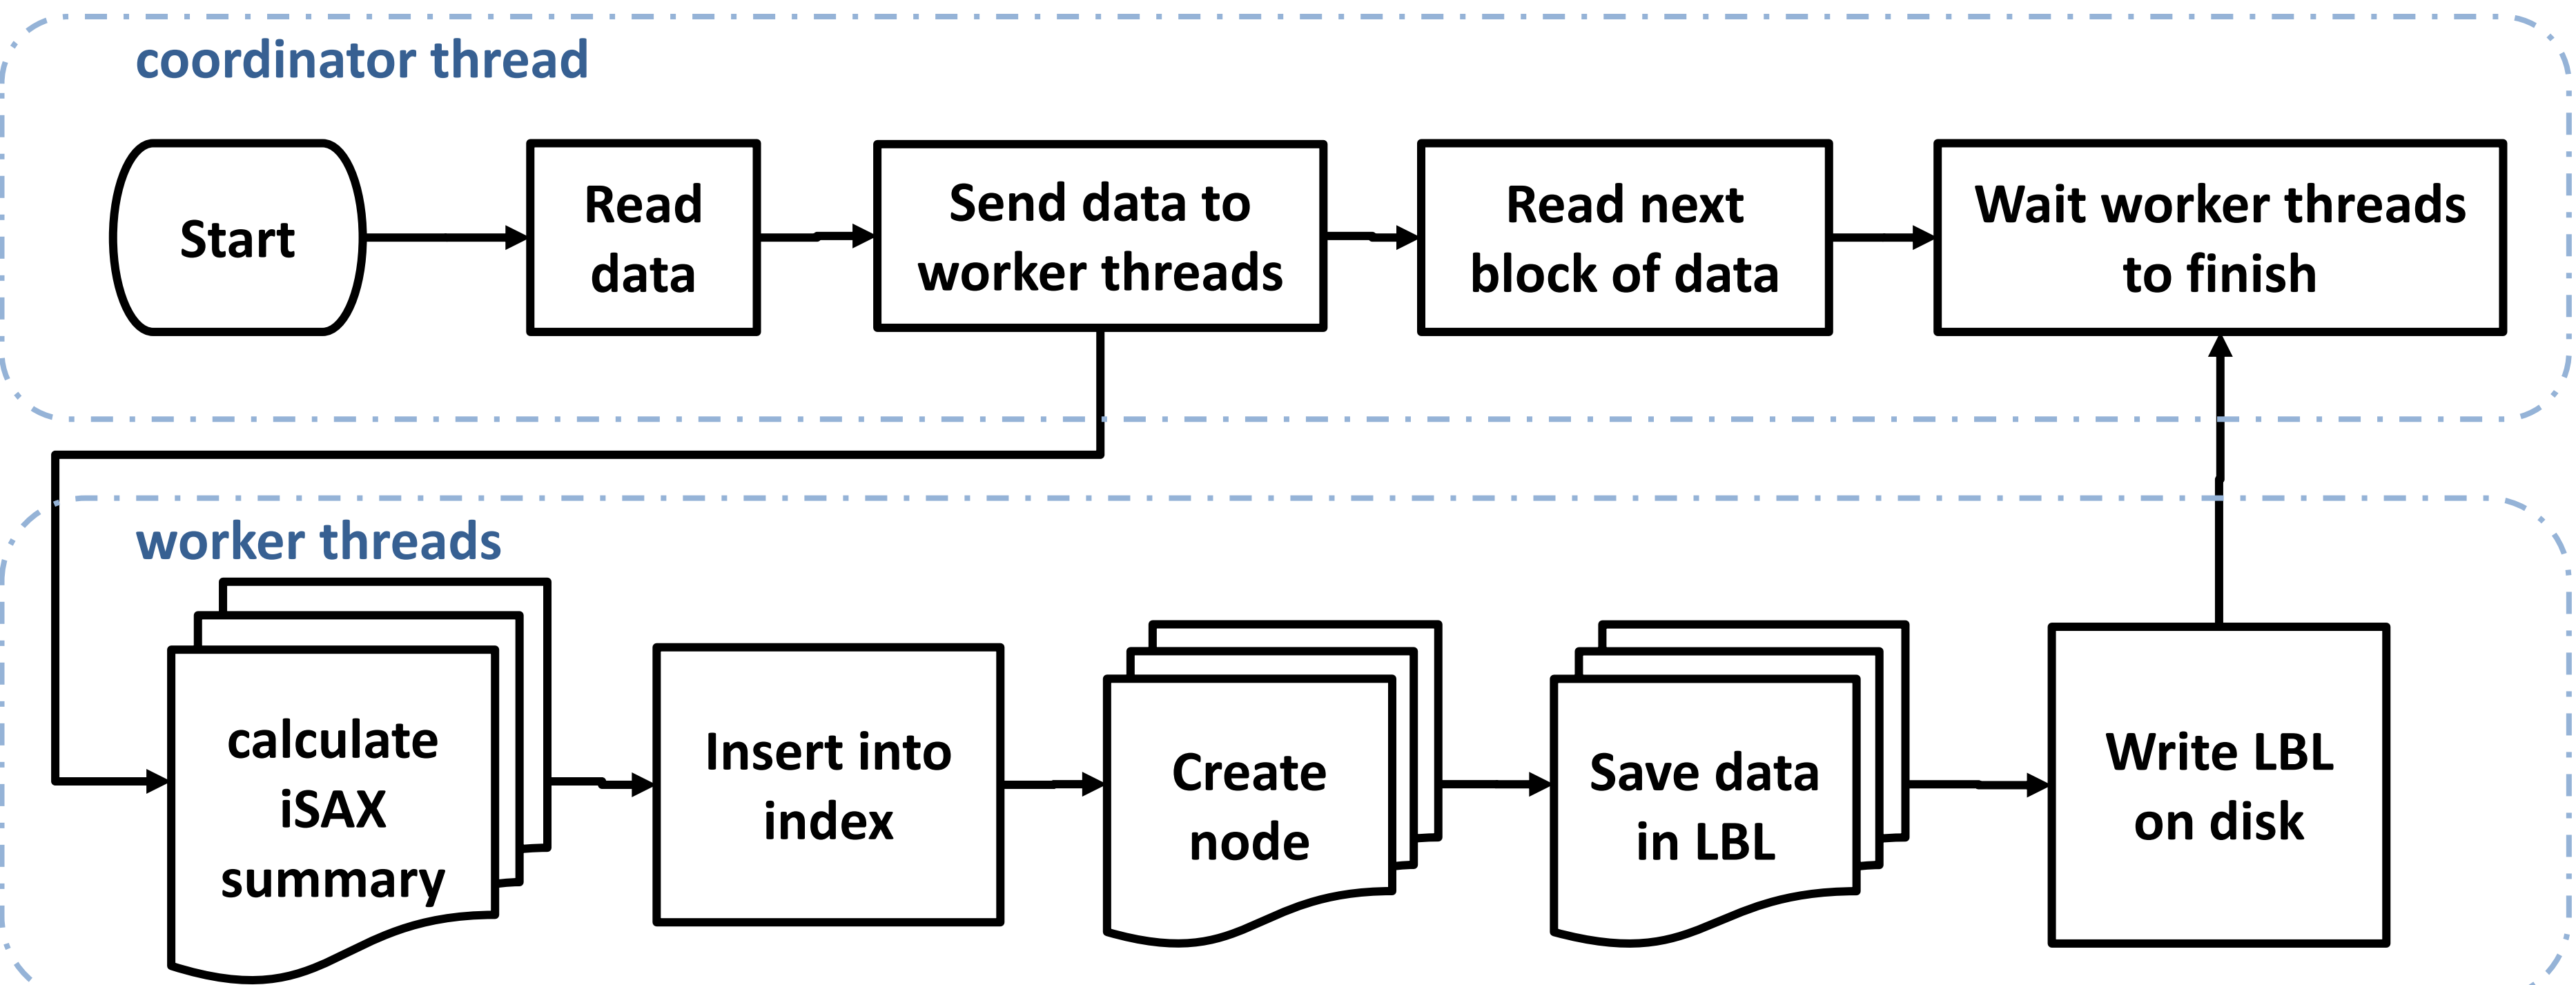 coordinator thread
Start
Read
data
Send data to
worker threads
Read next
block of data
Wait worker threads
to finish
worker threads
calculate
iSAX
summary
Insert into
index
Create
node
Save data
in LBL
Write LBL
on disk